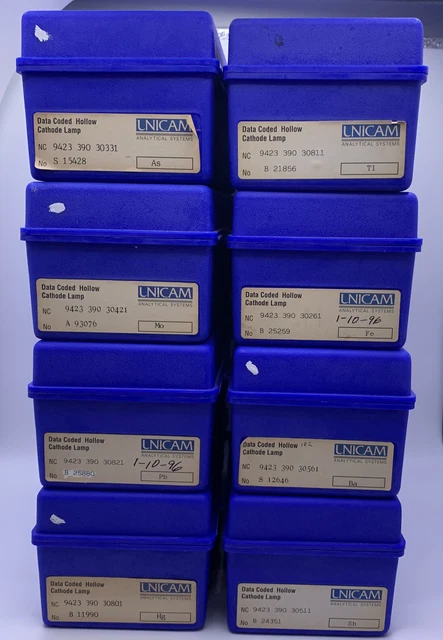 Data Coded Hollow
Cathode Lamp
UNICAM
ANALYTICAL SYSTEMS
NC 9423 390 30331
No S 15428 As
Data Coded Hollow
Cathode Lamp
UNICAM
ANALYTICAL SYSTEMS
NC 9423 390 30811
No B 21856 Tl
Data Coded Hollow
Cathode Lamp
UNICAM
ANALYTICAL SYSTEMS
NC 9423 390 30421
No A 93076 Mo
Data Coded Hollow
Cathode Lamp
UNICAM
ANALYTICAL SYSTEMS
NC 9423 390 30261 1-10-96
No B 25259 Fe
Data Coded Hollow
Cathode Lamp
UNICAM
ANALYTICAL SYSTEMS
NC 9423 390 30821 1-10-96
No B Pb
Data Coded Hollow
Cathode Lamp
UNICAM
ANALYTICAL SYSTEMS
NC 9423 390 30561
No S 12646 Ba
Data Coded Hollow
Cathode Lamp
UNICAM
ANALYTICAL SYSTEMS
NC 9423 390 30801
No B 11990 Hg
Data Coded Hollow
Cathode Lamp
UNICAM
ANALYTICAL SYSTEMS
NC 9423 390 30511
No B 24351 Sb